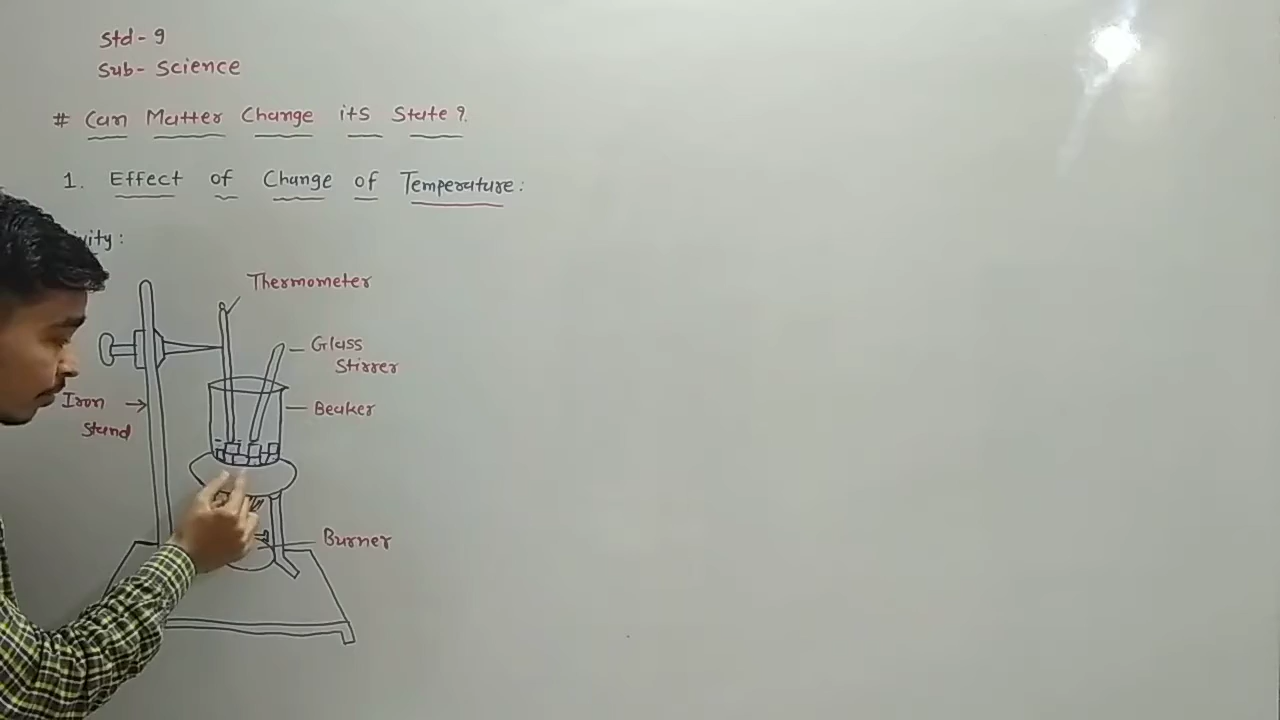 Std - 9
Sub - Science
# Can Matter Change its State ?
1. Effect of Change of Temperature :
Thermometer
Glass
Stirrer
Iron
Stand
Beaker
Burner